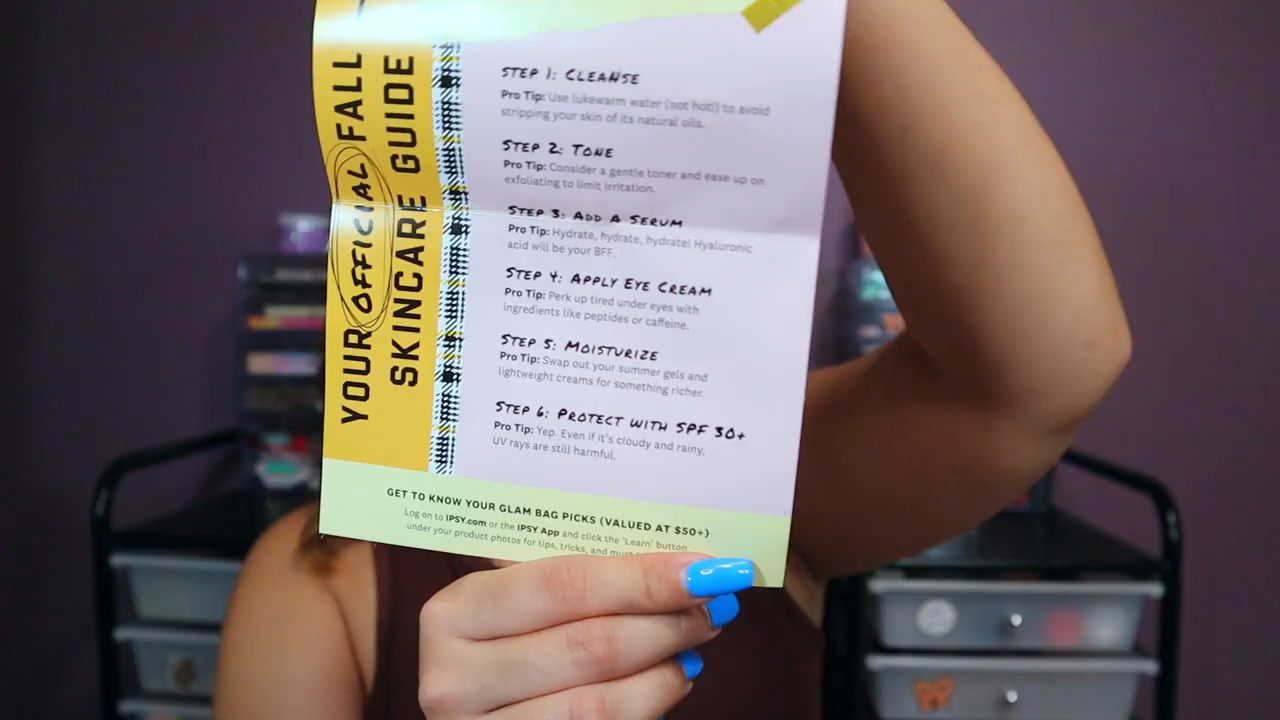 YOUR OFFICIAL FALL
SKINCARE GUIDE
STEP 1: CLEANSE
Pro Tip: Use lukewarm water (not hot!) to avoid
stripping your skin of its natural oils.
STEP 2: TONE
Pro Tip: Consider a gentle toner and ease up on
exfoliating to limit irritation.
STEP 3: ADD A SERUM
Pro Tip: Hydrate, hydrate, hydrate! Hyaluronic
acid will be your BFF.
STEP 4: APPLY EYE CREAM
Pro Tip: Perk up tired under eyes with
ingredients like peptides or caffeine.
STEP 5: MOISTURIZE
Pro Tip: Swap out your summer gels and
lightweight creams for something richer.
STEP 6: PROTECT WITH SPF 30+
Pro Tip: Yep. Even if it's cloudy and rainy,
UV rays are still harmful.
GET TO KNOW YOUR GLAM BAG PICKS (VALUED AT $50+)
Log on to IPSY.com or the IPSY App and click the 'Learn' button
under your product photos for tips, tricks, and